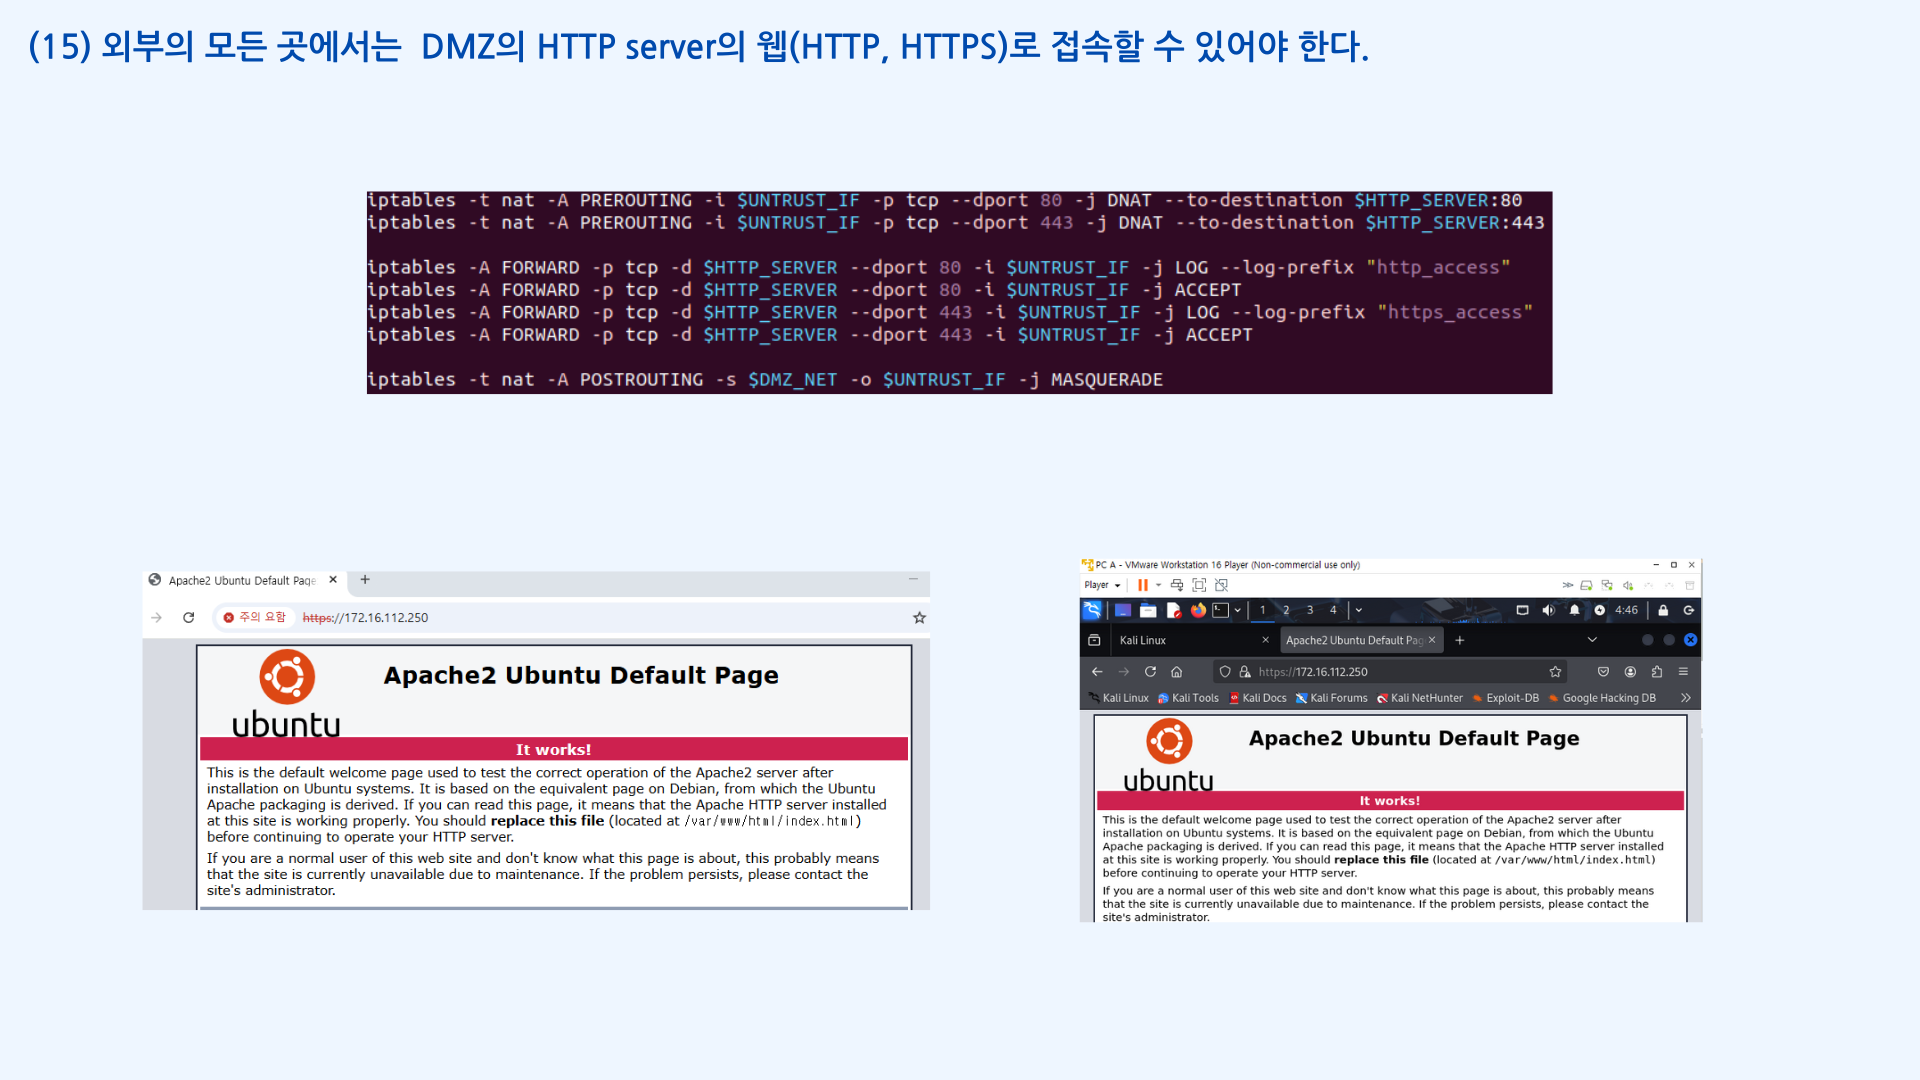 (15) 외부의 모든 곳에서는 DMZ의 HTTP server의 웹(HTTP, HTTPS)로 접속할 수 있어야 한다.
iptables -t nat -A PREROUTING -i $UNTRUST_IF -p tcp --dport 80 -j DNAT --to-destination $HTTP_SERVER:80
iptables -t nat -A PREROUTING -i $UNTRUST_IF -p tcp --dport 443 -j DNAT --to-destination $HTTP_SERVER:443
iptables -A FORWARD -p tcp -d $HTTP_SERVER --dport 80 -i $UNTRUST_IF -j LOG --log-prefix "http_access"
iptables -A FORWARD -p tcp -d $HTTP_SERVER --dport 80 -i $UNTRUST_IF -j ACCEPT
iptables -A FORWARD -p tcp -d $HTTP_SERVER --dport 443 -i $UNTRUST_IF -j LOG --log-prefix "https_access"
iptables -A FORWARD -p tcp -d $HTTP_SERVER --dport 443 -i $UNTRUST_IF -j ACCEPT
iptables -t nat -A POSTROUTING -s $DMZ_NET -o $UNTRUST_IF -j MASQUERADE
Apache2 Ubuntu Default Page
주의 요함 https://172.16.112.250
Apache2 Ubuntu Default Page
ubuntu
It works!
This is the default welcome page used to test the correct operation of the Apache2 server after
installation on Ubuntu systems. It is based on the equivalent page on Debian, from which the Ubuntu
Apache packaging is derived. If you can read this page, it means that the Apache HTTP server installed
at this site is working properly. You should replace this file (located at /var/www/html/index.html)
before continuing to operate your HTTP server.
If you are a normal user of this web site and don't know what this page is about, this probably means
that the site is currently unavailable due to maintenance. If the problem persists, please contact the
site's administrator.
PC A - VMware Workstation 16 Player (Non-commercial use only)
Player
1 2 3 4 4:46
Kali Linux Apache2 Ubuntu Default Pag
https://172.16.112.250
Kali Linux Kali Tools Kali Docs Kali Forums Kali NetHunter Exploit-DB Google Hacking DB
Apache2 Ubuntu Default Page
ubuntu
It works!
This is the default welcome page used to test the correct operation of the Apache2 server after
installation on Ubuntu systems. It is based on the equivalent page on Debian, from which the Ubuntu
Apache packaging is derived. If you can read this page, it means that the Apache HTTP server installed
at this site is working properly. You should replace this file (located at /var/www/html/index.html)
before continuing to operate your HTTP server.
If you are a normal user of this web site and don't know what this page is about, this probably means
that the site is currently unavailable due to maintenance. If the problem persists, please contact the
site's administrator.